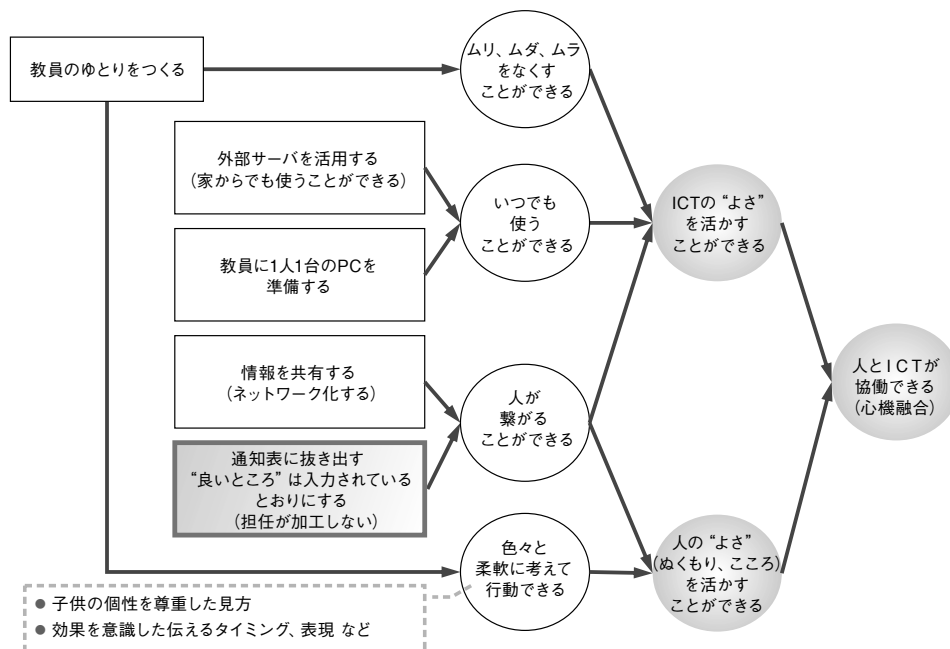 教員のゆとりをつくる
ムリ、ムダ、ムラ
をなくす
ことができる
外部サーバを活用する
(家からでも使うことができる)
教員に1人1台のPCを
準備する
いつでも
使う
ことができる
ICTの “よさ”
を活かす
ことができる
情報を共有する
(ネットワーク化する)
通知表に抜き出す
“良いところ” は入力されている
とおりにする
(担任が加工しない)
人が
繋がる
ことができる
人とICTが
協働できる
(心機融合)
色々と
柔軟に考えて
行動できる
人の “よさ”
(ぬくもり、こころ)
を活かす
ことができる
● 子供の個性を尊重した見方
● 効果を意識した伝えるタイミング、表現 など